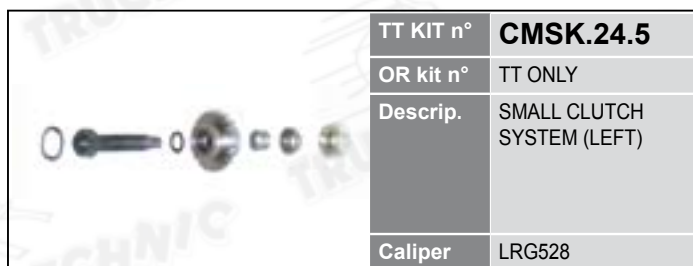 TT KIT n° CMSK.24.5
OR kit n° TT ONLY
Descrip. SMALL CLUTCH
SYSTEM (LEFT)
Caliper LRG528